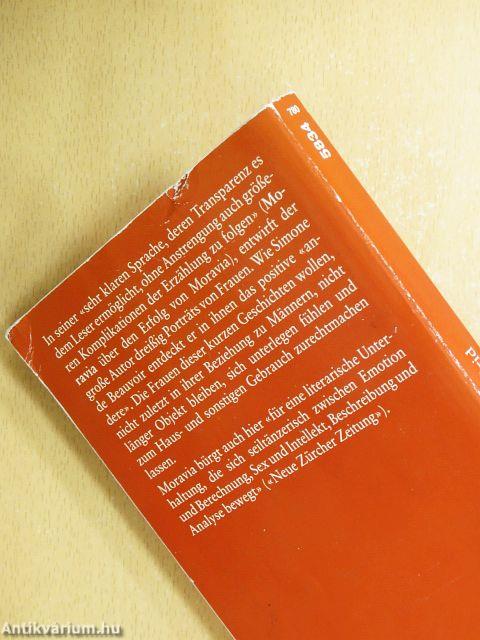 In seiner «sehr klaren Sprache, deren Transparenz es
dem Leser ermöglicht, ohne Anstrengung auch größe-
ren Komplikationen der Erzählung zu folgen» (Mo-
ravia über den Erfolg von Moravia), entwirft der
große Autor dreißig Porträts von Frauen. Wie Simone
de Beauvoir entdeckt er in ihnen das positive «an-
dere». Die Frauen dieser kurzen Geschichten wollen,
nicht zuletzt in ihrer Beziehung zu Männern, nicht
länger Objekt bleiben, sich unterlegen fühlen und
zum Haus- und sonstigen Gebrauch zurechtmachen
lassen.
Moravia bürgt auch hier «für eine literarische Unter-
haltung, die sich seiltänzerisch zwischen Emotion
und Berechnung, Sex und Intellekt, Beschreibung und
Analyse bewegt» («Neue Zürcher Zeitung»).
780
5834
Antikvárium.hu